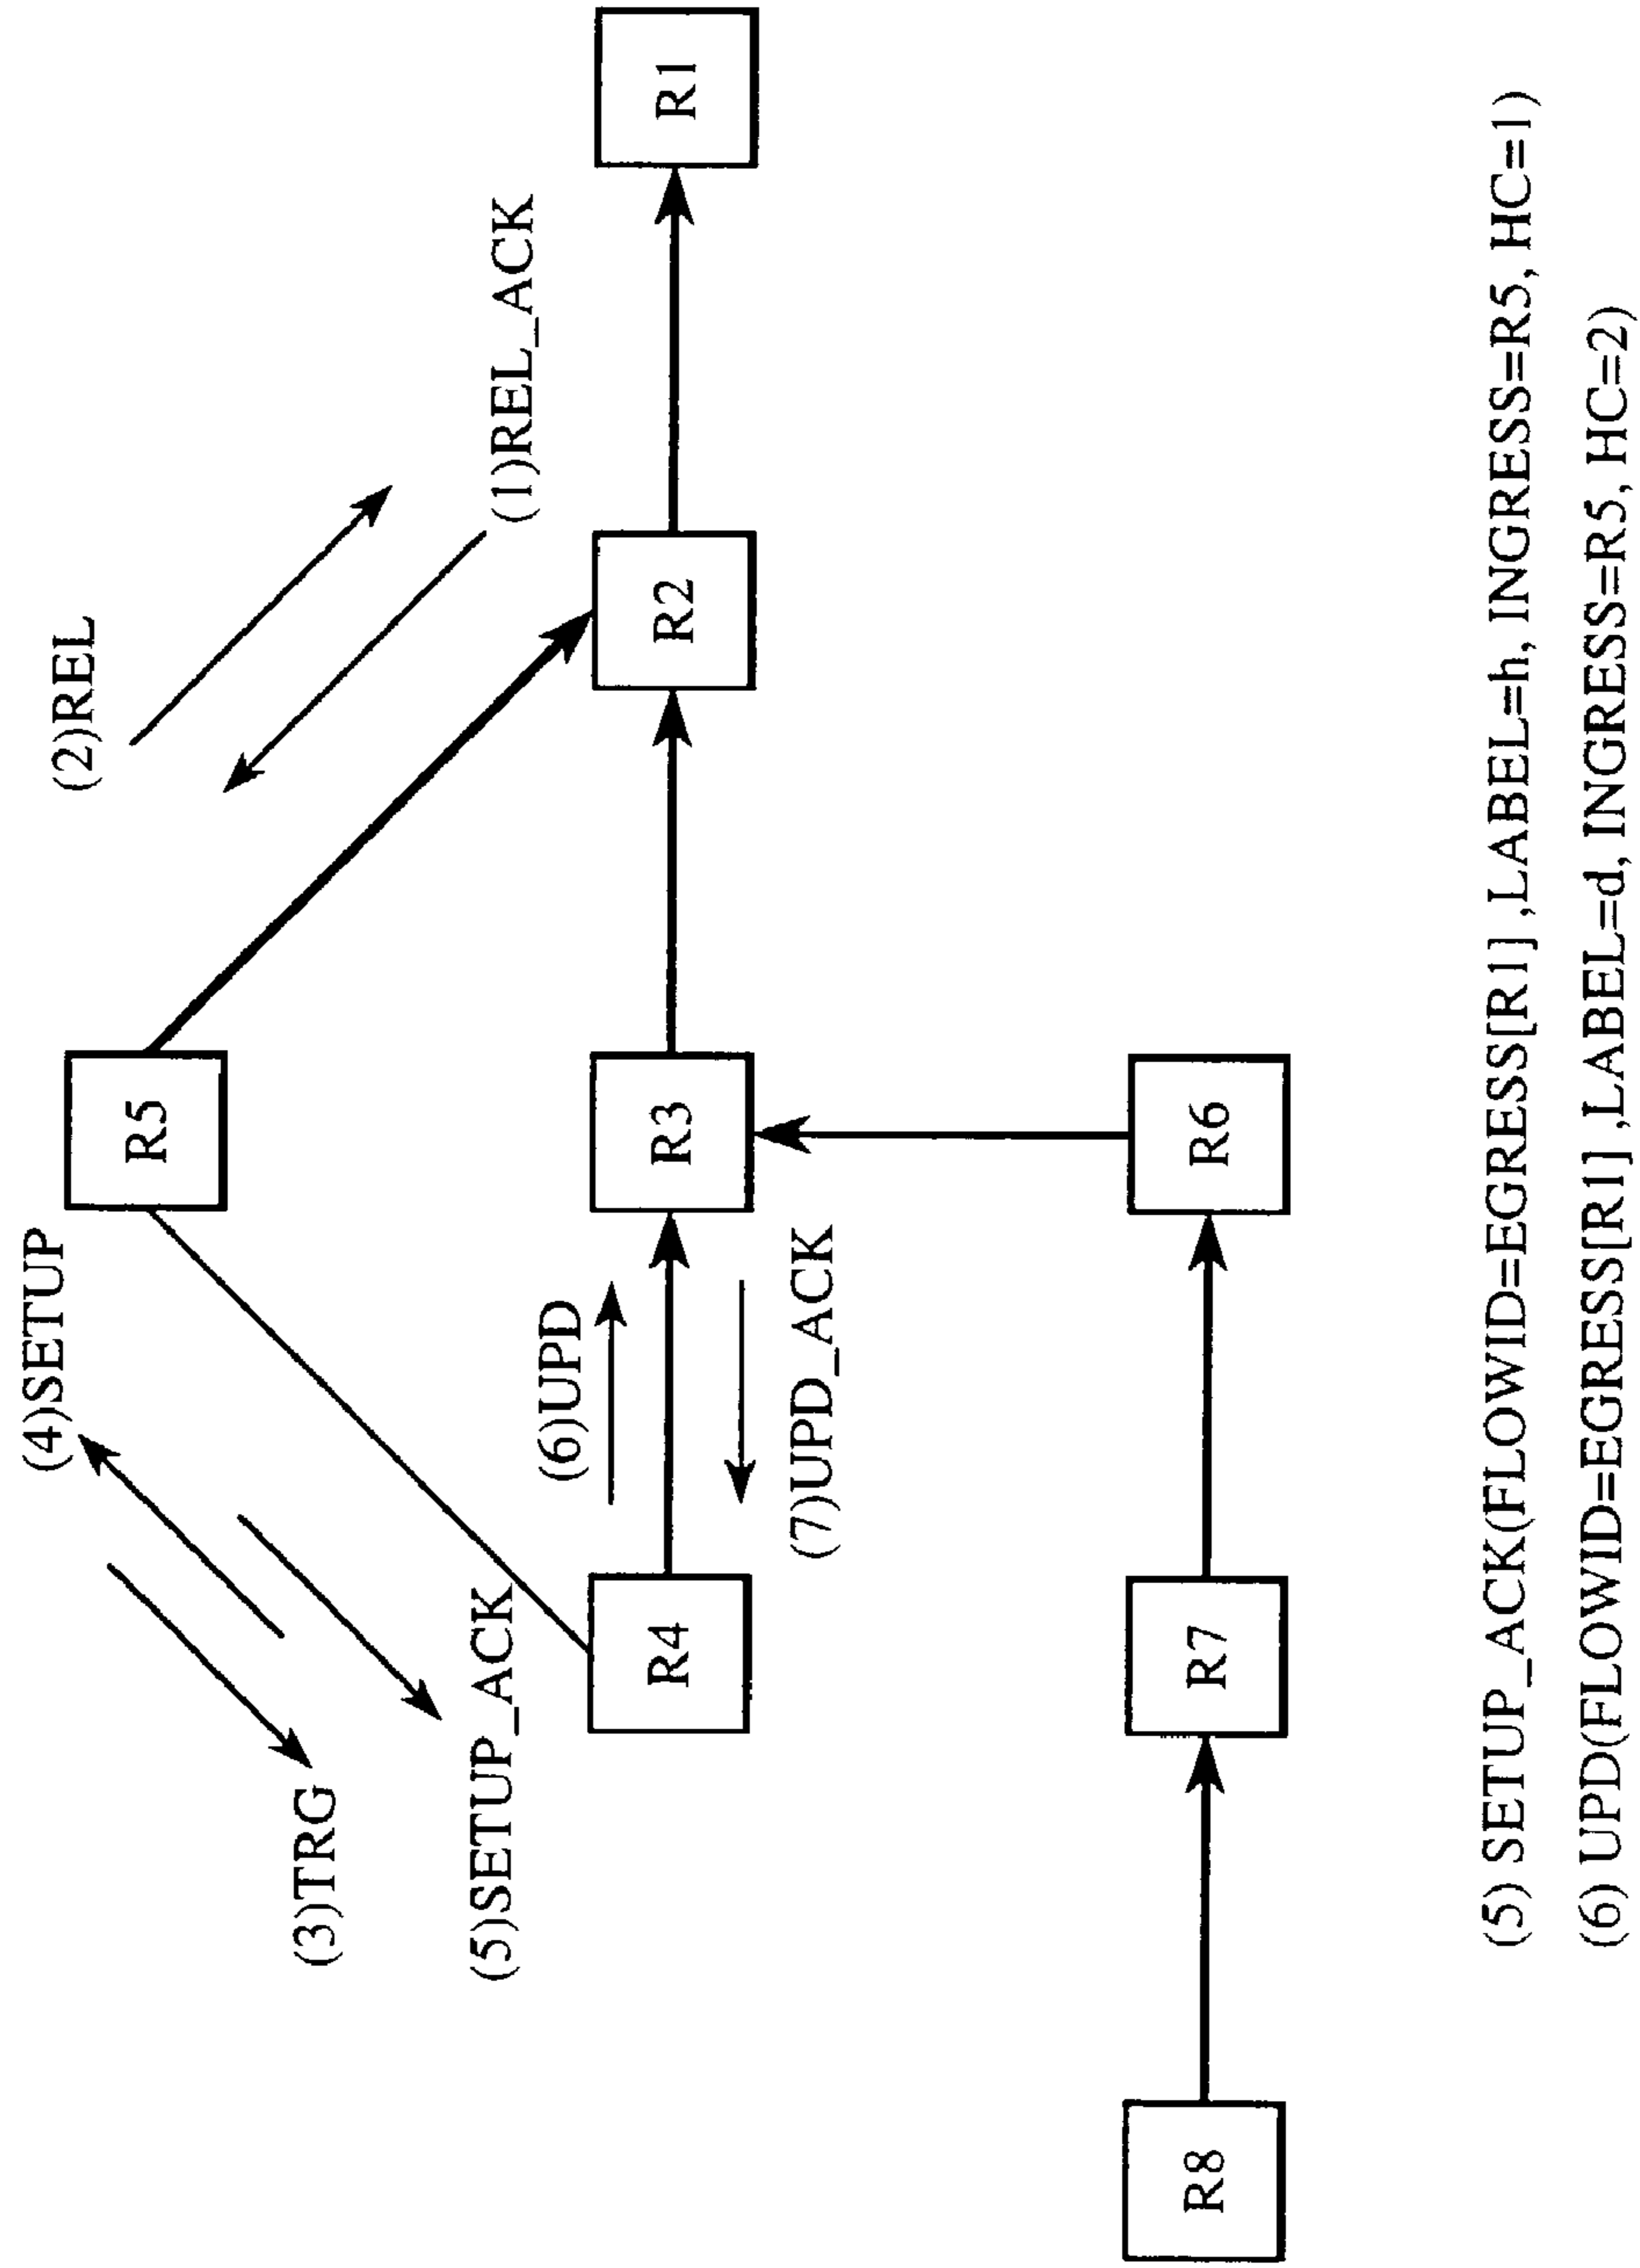 (4)SETUP
(2)REL
R5
(3)TRG
(5)SETUP_ACK
(1)REL_ACK
(6)UPD
R4
R3
R2
R1
(7)UPD_ACK
R8
R7
R6
(5) SETUP_ACK(FLOWID=EGRESS[R1] ,LABEL=h, INGRESS=R5, HC=1)
(6) UPD(FLOWID=EGRESS[R1] ,LABEL=d, INGRESS=R5, HC=2)